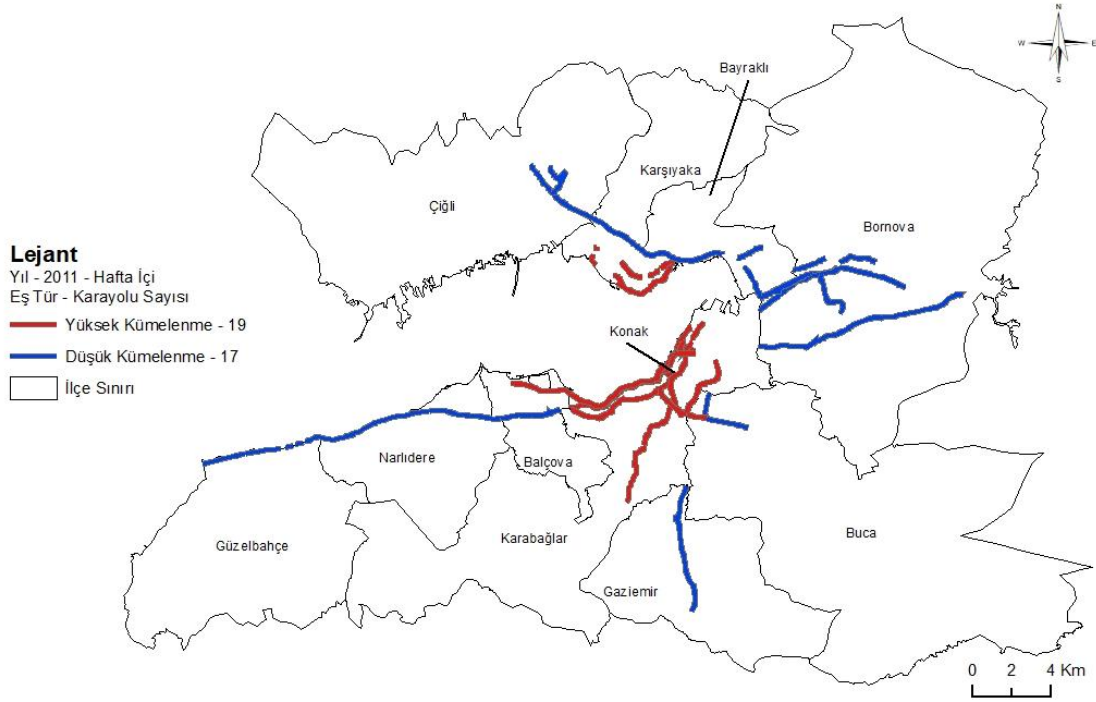 N
W
E
S
Bayraklı
Karşıyaka
Çiğli
Bornova
Lejant
Yıl - 2011 - Hafta İçi
Eş Tür - Karayolu Sayısı
Yüksek Kümelenme - 19
Düşük Kümelenme - 17
İlçe Sınırı
Konak
Narlıdere
Balçova
Güzelbahçe
Karabağlar
Buca
Gaziemir
0 2 4 Km